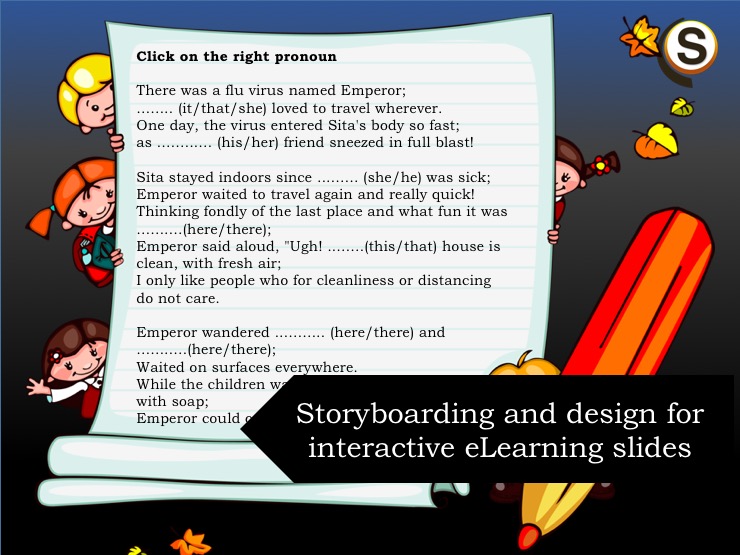 S
Click on the right pronoun
There was a flu virus named Emperor;
........ (it/that/she) loved to travel wherever.
One day, the virus entered Sita's body so fast;
as ............ (his/her) friend sneezed in full blast!
Sita stayed indoors since ......... (she/he) was sick;
Emperor waited to travel again and really quick!
Thinking fondly of the last place and what fun it was
..........(here/there);
Emperor said aloud, "Ugh! ........(this/that) house is
clean, with fresh air;
I only like people who for cleanliness or distancing
do not care.
Emperor wandered ........... (here/there) and
...........(here/there);
Waited on surfaces everywhere.
While the children
with soap;
Emperor could
Storyboarding and design for
interactive eLearning slides